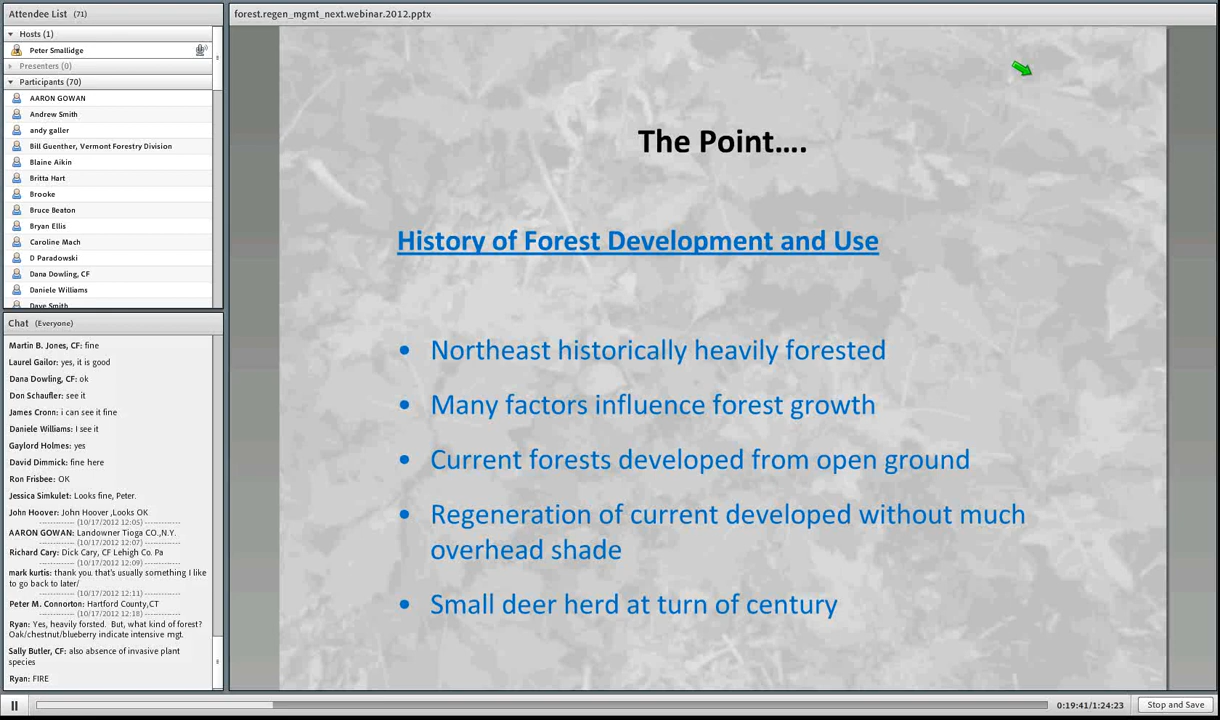 Attendee List (71)
Hosts (1)
Peter Smallidge
Presenters (0)
Participants (70)
AARON GOWAN
Andrew Smith
andy galler
Bill Guenther, Vermont Forestry Division
Blaine Aikin
Britta Hart
Brooke
Bruce Beaton
Bryan Ellis
Caroline Mach
D Paradowski
Dana Dowling, CF
Daniele Williams
Dave Smith
Chat (Everyone)
Martin B. Jones, CF: fine
Laurel Gailor: yes, it is good
Dana Dowling, CF: ok
Don Schaufler: see it
James Cronn: i can see it fine
Daniele Williams: I see it
Gaylord Holmes: yes
David Dimmick: fine here
Ron Frisbee: OK
Jessica Simkulet: Looks fine, Peter.
John Hoover: John Hoover ,Looks OK
------------ (10/17/2012 12:05) ------------
AARON GOWAN: Landowner Tioga CO.,N.Y.
------------ (10/17/2012 12:07) ------------
Richard Cary: Dick Cary, CF Lehigh Co. Pa
------------ (10/17/2012 12:09) ------------
mark kurtis: thank you. that's usually something I like
to go back to later/
------------ (10/17/2012 12:11) ------------
Peter M. Connorton: Hartford County,CT
------------ (10/17/2012 12:18) ------------
Ryan: Yes, heavily forsted. But, what kind of forest?
Oak/chestnut/blueberry indicate intensive mgt.
Sally Butler, CF: also absence of invasive plant
species
Ryan: FIRE
forest.regen_mgmt_next.webinar.2012.pptx
The Point....
History of Forest Development and Use
• Northeast historically heavily forested
• Many factors influence forest growth
• Current forests developed from open ground
• Regeneration of current developed without much
overhead shade
• Small deer herd at turn of century
0:19:41/1:24:23
Stop and Save